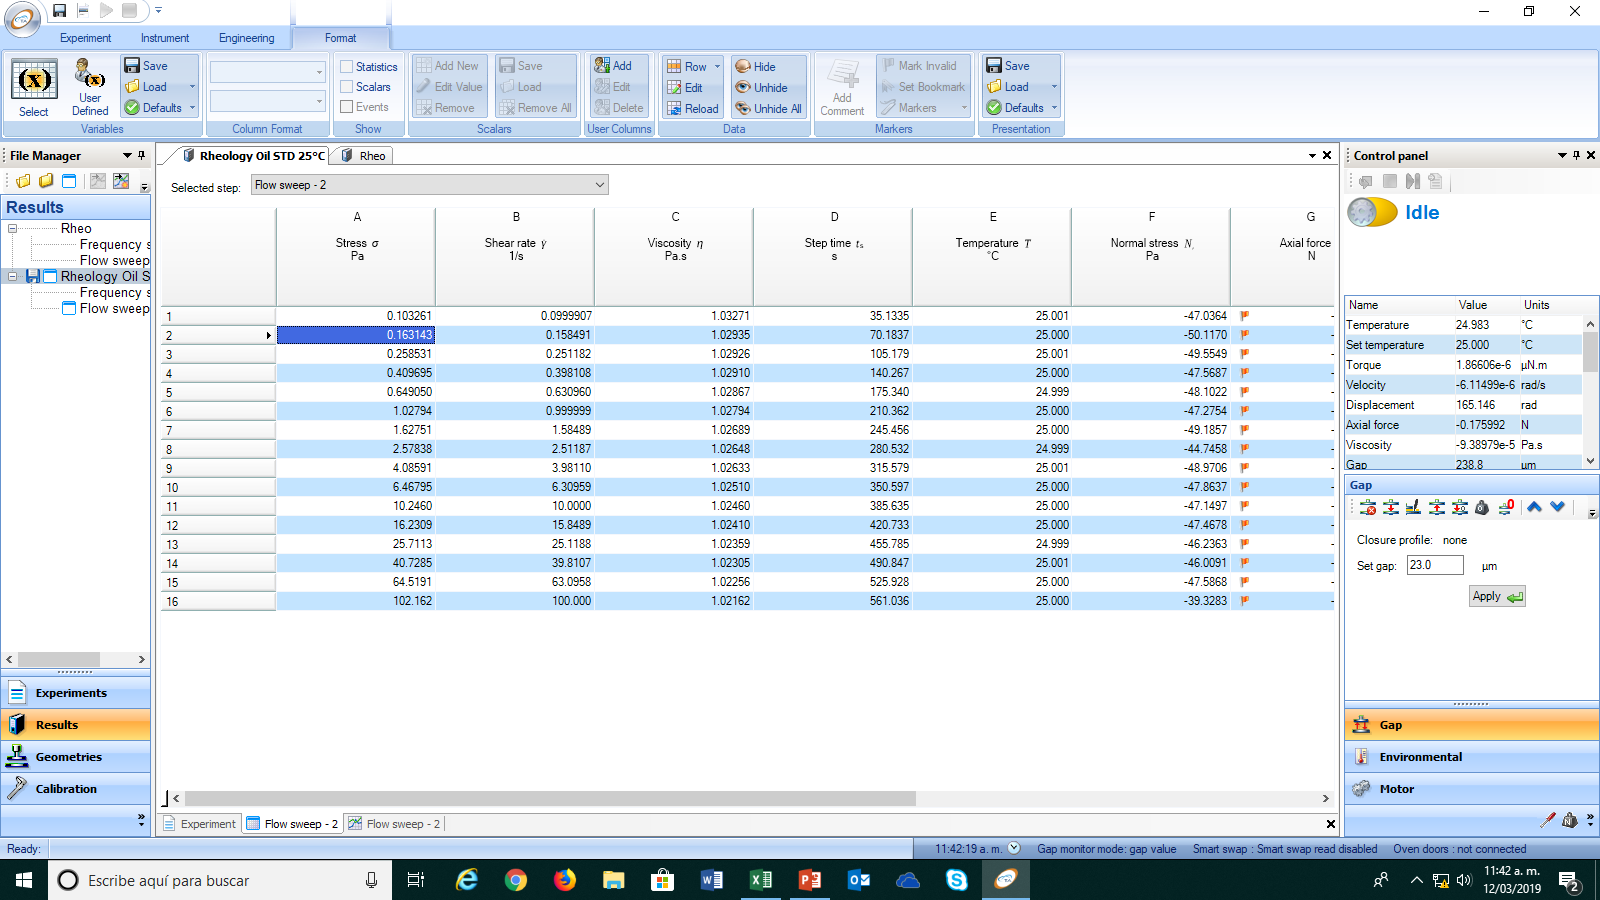 Experiment Instrument Engineering Format
Select
User Defined
Save
Load
Defaults
Variables
Column Format
Statistics
Scalars
Events
Show
Add New
Edit Value
Remove
Save
Load
Remove All
Scalars
Add
Edit
Delete
User Columns
Row
Edit
Reload
Hide
Unhide
Unhide All
Data
Add Comment
Mark Invalid
Set Bookmark
Markers
Markers
Save
Load
Defaults
Presentation
File Manager
Results
Rheo
Frequency s
Flow sweep
Rheology Oil S
Frequency s
Flow sweep
Experiments
Results
Geometries
Calibration
Rheology Oil STD 25°C Rheo
Selected step: Flow sweep - 2
A B C D E F G
Stress σ Shear rate γ̇ Viscosity η Step time ts Temperature T Normal stress N1 Axial force
Pa 1/s Pa.s s °C Pa N
1 0.103261 0.0999907 1.03271 35.1335 25.001 -47.0364 -
2 0.163143 0.158491 1.02935 70.1837 25.000 -50.1170 -
3 0.258531 0.251182 1.02926 105.179 25.001 -49.5549 -
4 0.409695 0.398108 1.02910 140.267 25.000 -47.5687 -
5 0.649050 0.630960 1.02867 175.340 24.999 -48.1022 -
6 1.02794 0.999999 1.02794 210.362 25.000 -47.2754 -
7 1.62751 1.58489 1.02689 245.456 25.000 -49.1857 -
8 2.57838 2.51187 1.02648 280.532 24.999 -44.7458 -
9 4.08591 3.98110 1.02633 315.579 25.001 -48.9706 -
10 6.46795 6.30959 1.02510 350.597 25.000 -47.8637 -
11 10.2460 10.0000 1.02460 385.635 25.000 -47.1497 -
12 16.2309 15.8489 1.02410 420.733 25.000 -47.4678 -
13 25.7113 25.1188 1.02359 455.785 24.999 -46.2363 -
14 40.7285 39.8107 1.02305 490.847 25.001 -46.0091 -
15 64.5191 63.0958 1.02256 525.928 25.000 -47.5868 -
16 102.162 100.000 1.02162 561.036 25.000 -39.3283 -
Experiment Flow sweep - 2 Flow sweep - 2
Control panel
Idle
Name Value Units
Temperature 24.983 °C
Set temperature 25.000 °C
Torque 1.86606e-6 µN.m
Velocity -6.11499e-6 rad/s
Displacement 165.146 rad
Axial force -0.175992 N
Viscosity -9.38979e-5 Pa.s
Gap 238.8 µm
Gap
Closure profile: none
Set gap: 23.0 µm
Apply
Gap
Environmental
Motor
Ready: 11:42:19 a. m. Gap monitor mode: gap value Smart swap : Smart swap read disabled Oven doors : not connected
Escribe aquí para buscar
11:42 a. m.
12/03/2019
2